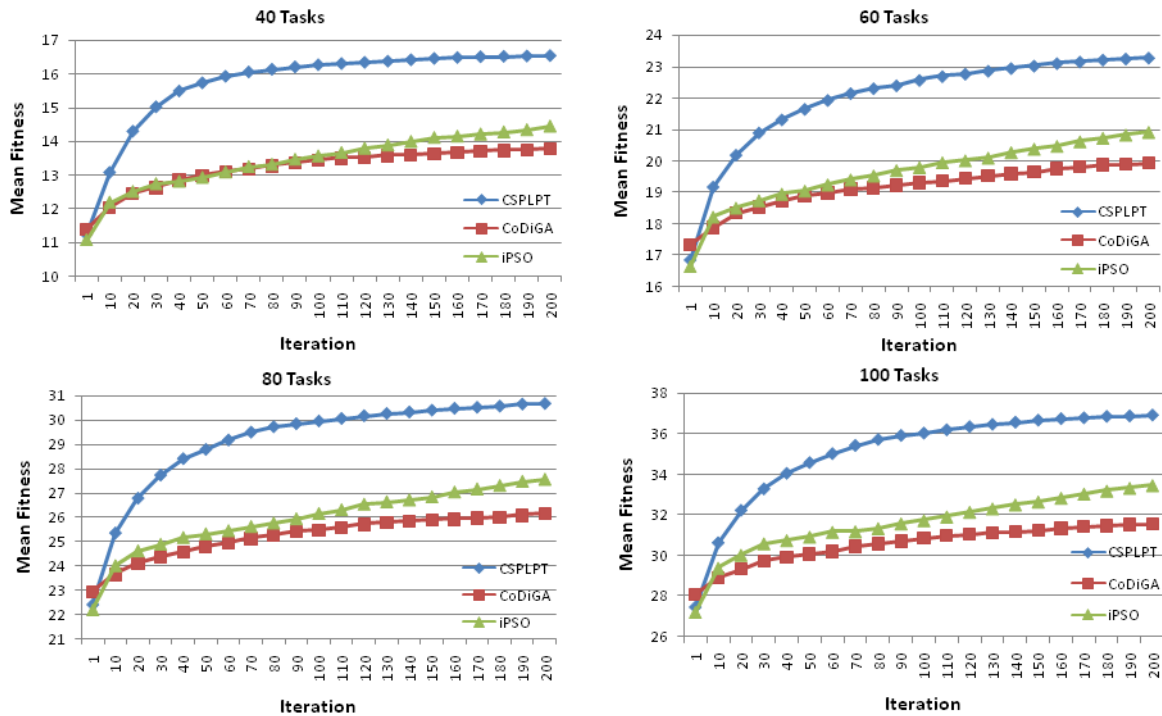 40 Tasks
17
16
15
14
13
12
11
10
Mean Fitness
CSPLPT
CoDiGA
iPSO
1 10 20 30 40 50 60 70 80 90 100 110 120 130 140 150 160 170 180 190 200
Iteration
60 Tasks
24
23
22
21
20
19
18
17
16
Mean Fitness
CSPLPT
CoDiGA
iPSO
1 10 20 30 40 50 60 70 80 90 100 110 120 130 140 150 160 170 180 190 200
Iteration
80 Tasks
31
30
29
28
27
26
25
24
23
22
21
Mean Fitness
CSPLPT
CoDiGA
iPSO
1 10 20 30 40 50 60 70 80 90 100 110 120 130 140 150 160 170 180 190 200
Iteration
100 Tasks
38
36
34
32
30
28
26
Mean Fitness
CSPLPT
CoDiGA
iPSO
1 10 20 30 40 50 60 70 80 90 100 110 120 130 140 150 160 170 180 190 200
Iteration